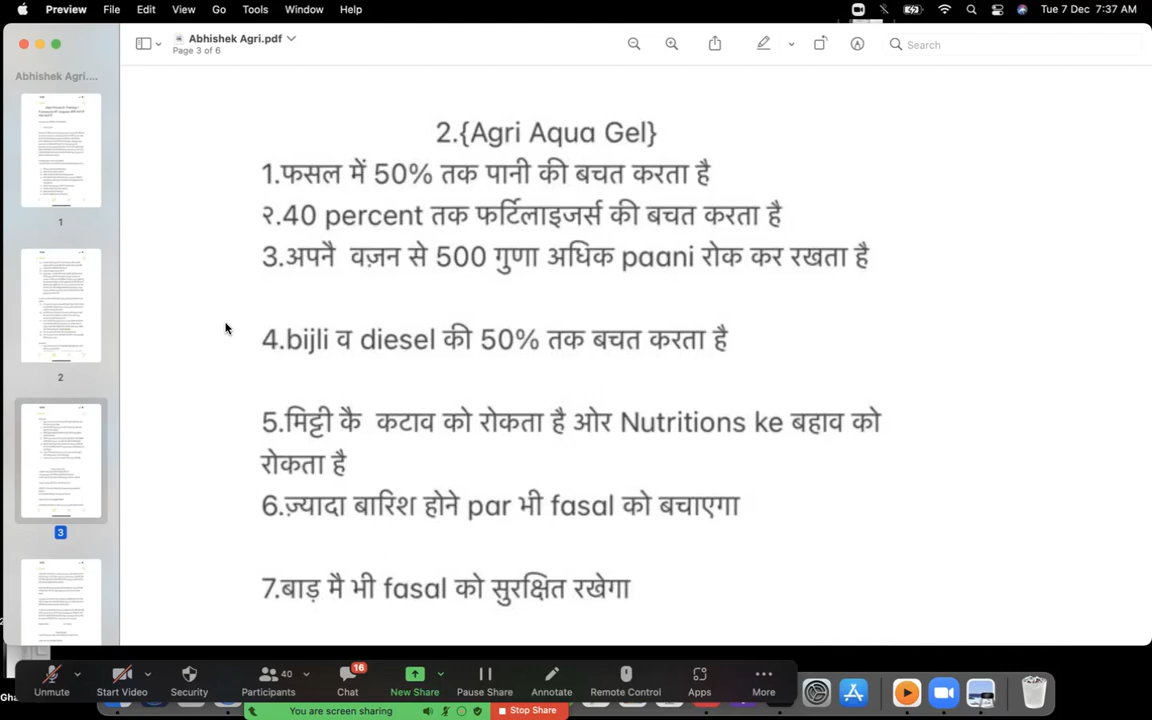 Preview File Edit View Go Tools Window Help Tue 7 Dec 7:37 AM
Abhishek Agri.pdf
Page 3 of 6
Search
Abhishek Agri....
1
2
3
2.{Agri Aqua Gel}
1.फसल में 50% तक पानी की बचत करता है
२.40 percent तक फर्टिलाइजर्स की बचत करता है
3.अपनै वज़न से 500 गुणा अधिक paani रोक कर रखता है
4.bijli व diesel की 50% तक बचत करता है
5.मिट्टी कै कटाव को रोकता है ओर Nutritions ke बहाव को
रोकता है
6.ज़्यादा बारिश होने par भी fasal को बचाएगा
7.बाड़ मै भी fasal को सुरक्षित रखेगा
16
40
Unmute Start Video Security Participants Chat New Share Pause Share Annotate Remote Control Apps More
You are screen sharing Stop Share